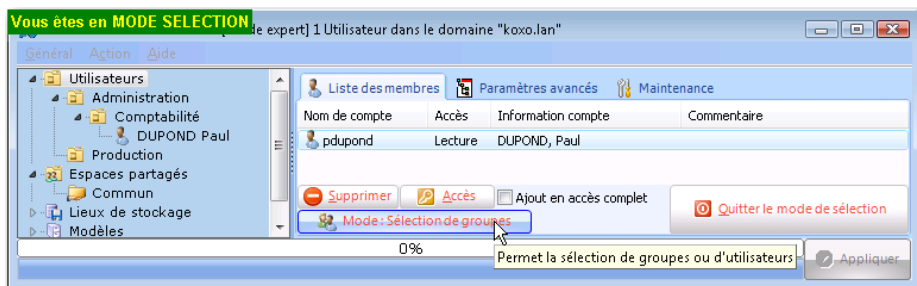 Vous êtes en MODE SELECTION
de expert] 1 Utilisateur dans le domaine "koxo.lan"
Général Action Aide
Utilisateurs
Administration
Comptabilité
DUPOND Paul
Production
Espaces partagés
Commun
Lieux de stockage
Modèles
Liste des membres Paramètres avancés Maintenance
Nom de compte Accès Information compte Commentaire
pdupond Lecture DUPOND, Paul
Supprimer Accès Ajout en accès complet
Mode : Sélection de groupes
Quitter le mode de sélection
0%
Permet la sélection de groupes ou d'utilisateurs
Appliquer